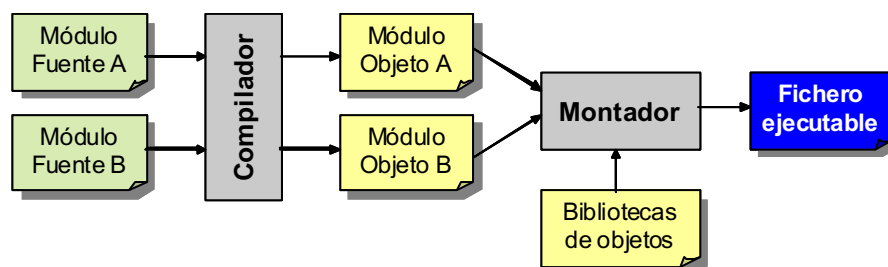 Módulo
Fuente A
Módulo
Fuente B
Compilador
Módulo
Objeto A
Módulo
Objeto B
Montador
Bibliotecas
de objetos
Fichero
ejecutable